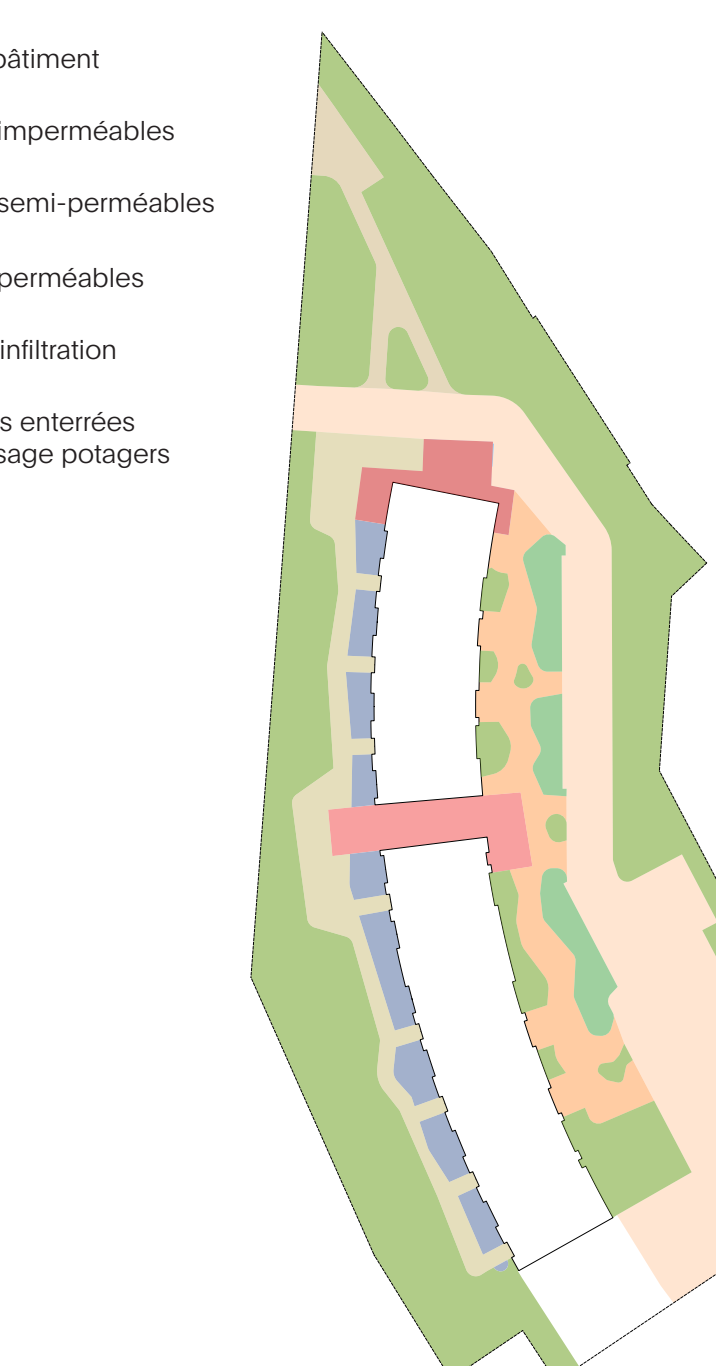 bâtiment
imperméables
semi-perméables
perméables
infiltration
s enterrées
sage potagers